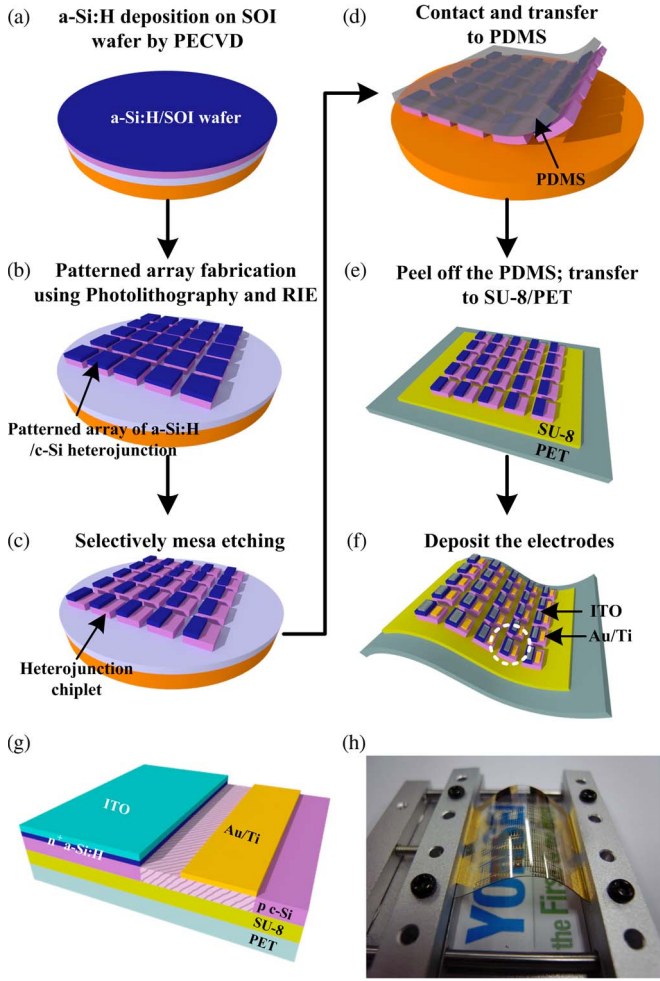 (a)
a-Si:H deposition on SOI
wafer by PECVD
a-Si:H/SOI wafer
(b)
Patterned array fabrication
using Photolithography and RIE
Patterned array of a-Si:H
/c-Si heterojunction
(c)
Selectively mesa etching
Heterojunction
chiplet
(d)
Contact and transfer
to PDMS
PDMS
(e)
Peel off the PDMS; transfer
to SU-8/PET
SU-8
PET
(f)
Deposit the electrodes
ITO
Au/Ti
(g)
ITO
Au/Ti
n+ a-Si:H
p c-Si
SU-8
PET
(h)
the First